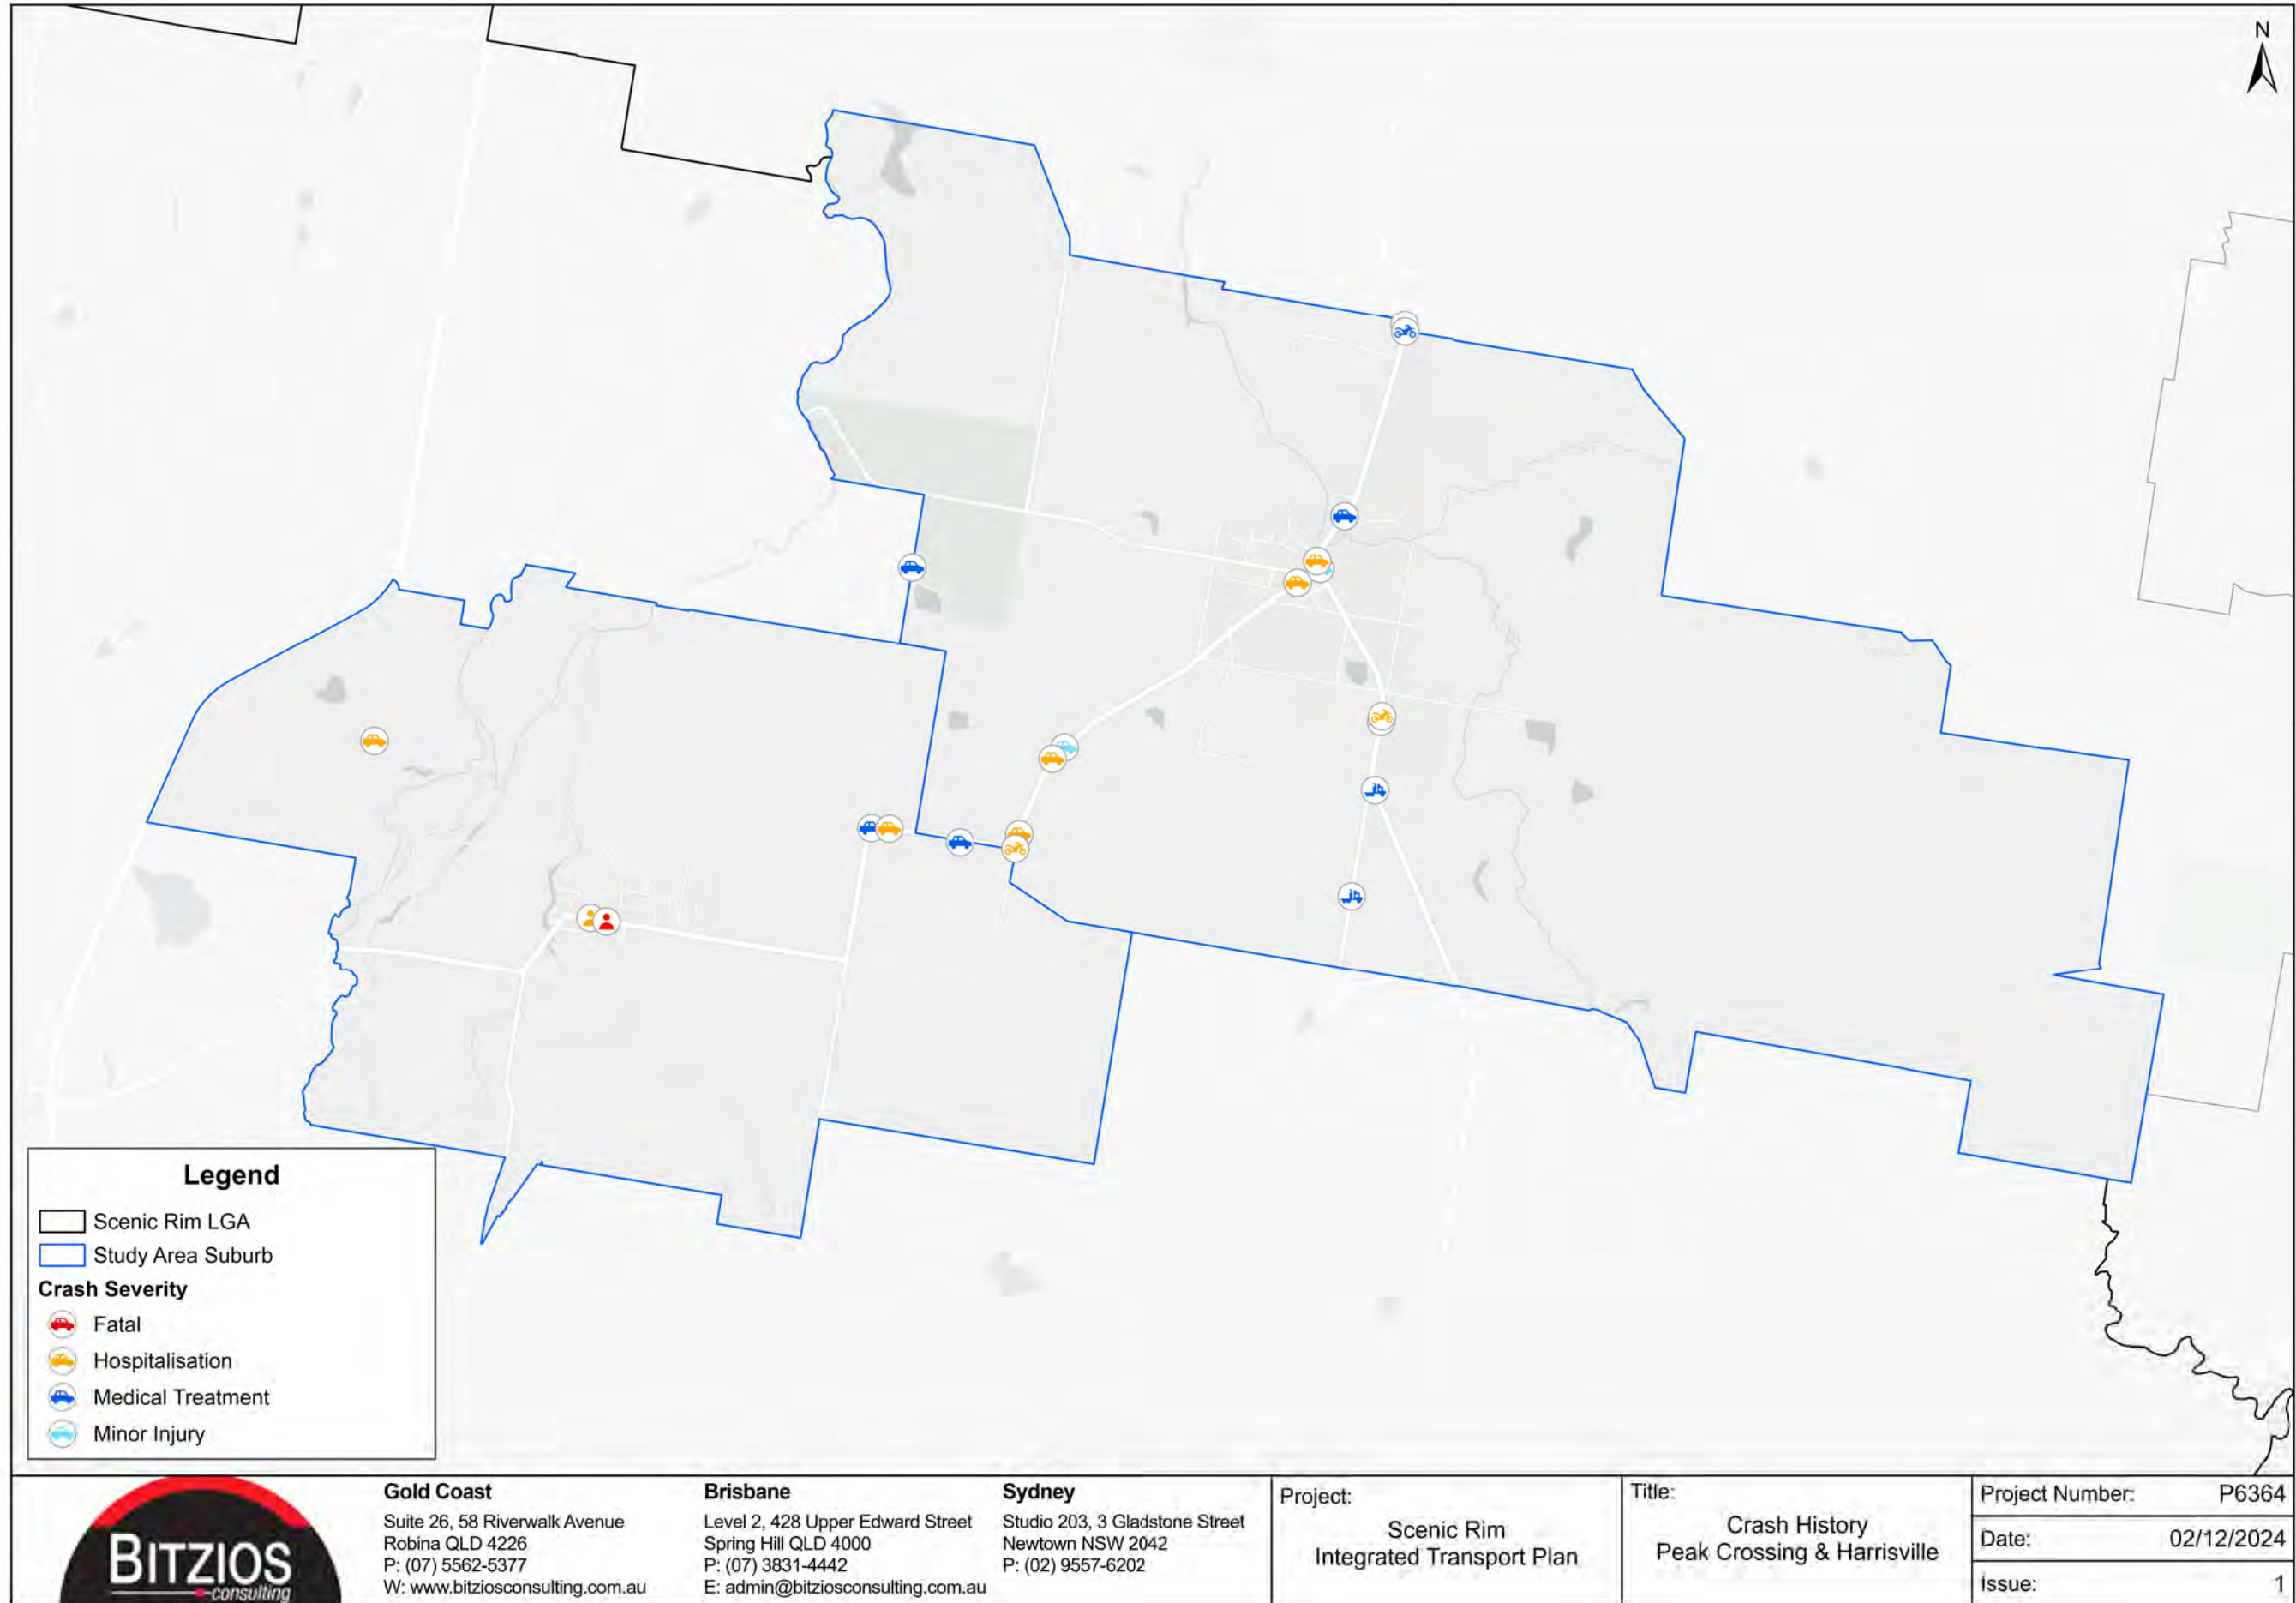 N
Legend
Scenic Rim LGA
Study Area Suburb
Crash Severity
Fatal
Hospitalisation
Medical Treatment
Minor Injury
BITZIOS
consulting
Gold Coast
Suite 26, 58 Riverwalk Avenue
Robina QLD 4226
P: (07) 5562-5377
W: www.bitziosconsulting.com.au
Brisbane
Level 2, 428 Upper Edward Street
Spring Hill QLD 4000
P: (07) 3831-4442
E: admin@bitziosconsulting.com.au
Sydney
Studio 203, 3 Gladstone Street
Newtown NSW 2042
P: (02) 9557-6202
Project:
Scenic Rim
Integrated Transport Plan
Title:
Crash History
Peak Crossing & Harrisville
Project Number: P6364
Date: 02/12/2024
Issue: 1